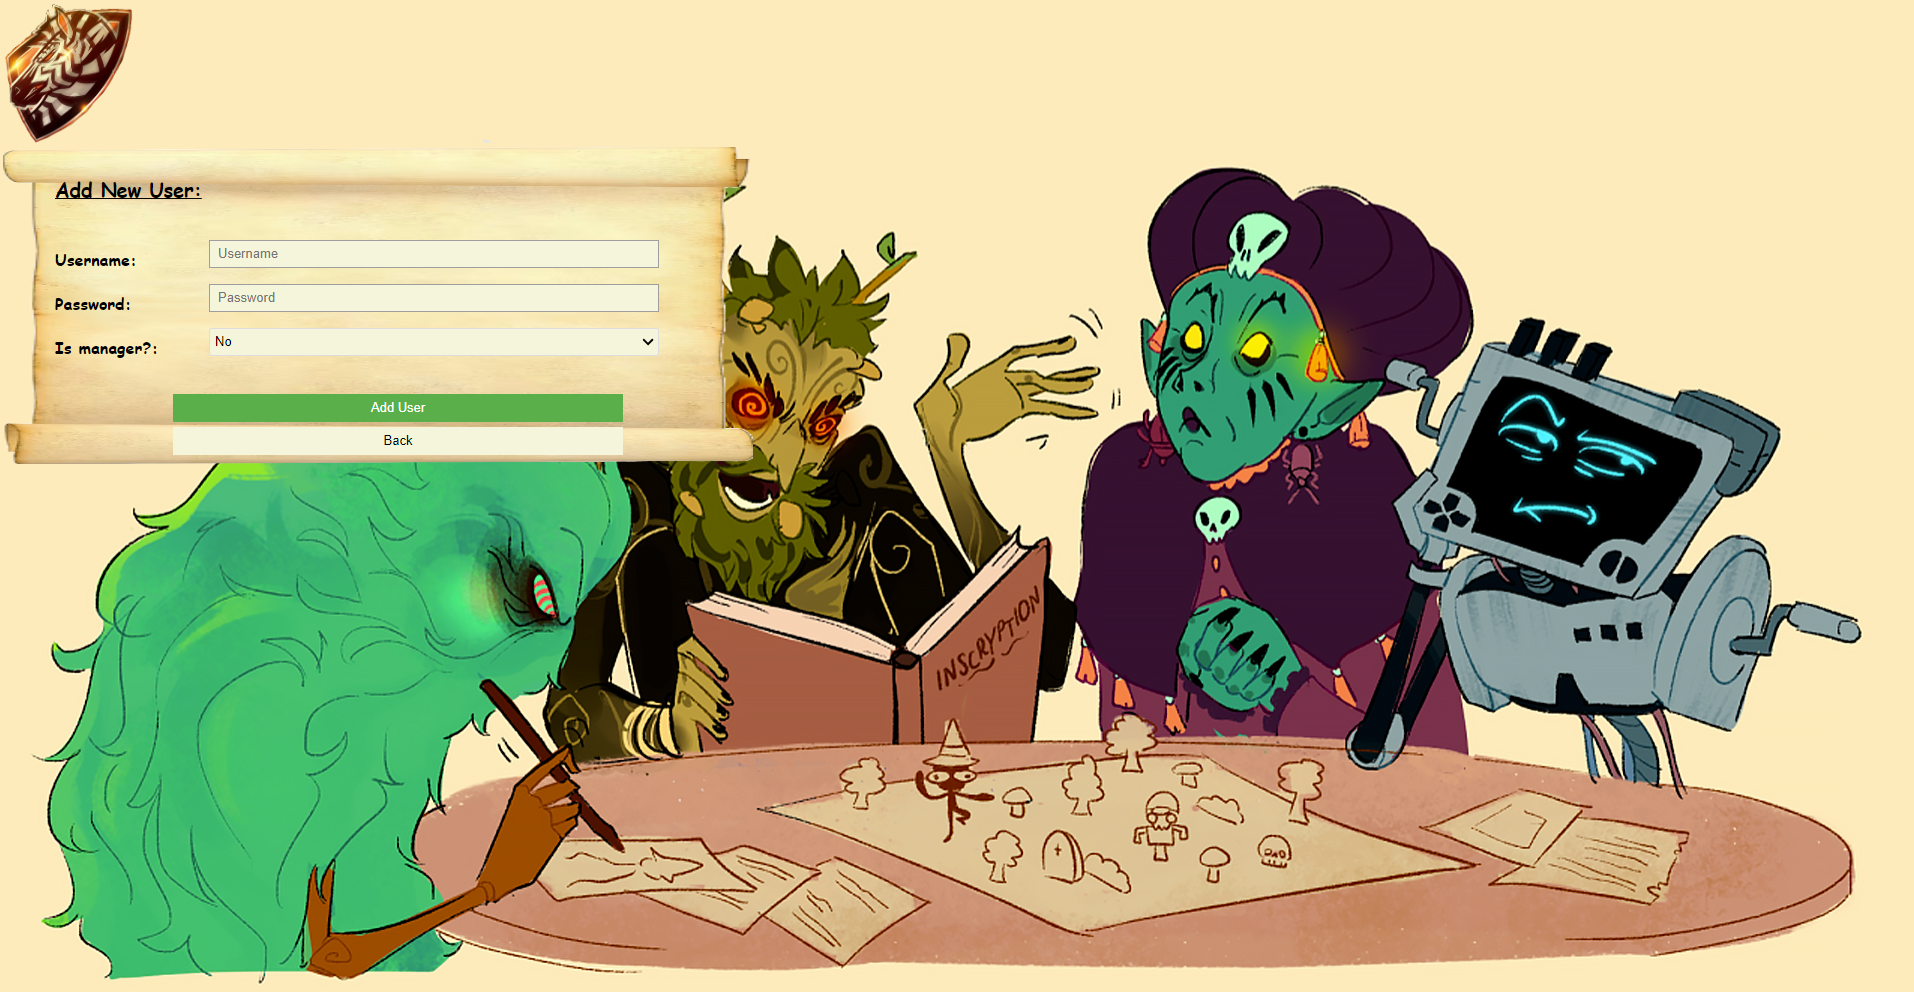 Add New User:
Username:
Username
Password:
Password
Is manager?:
No
Add User
Back
INSCRYPTION